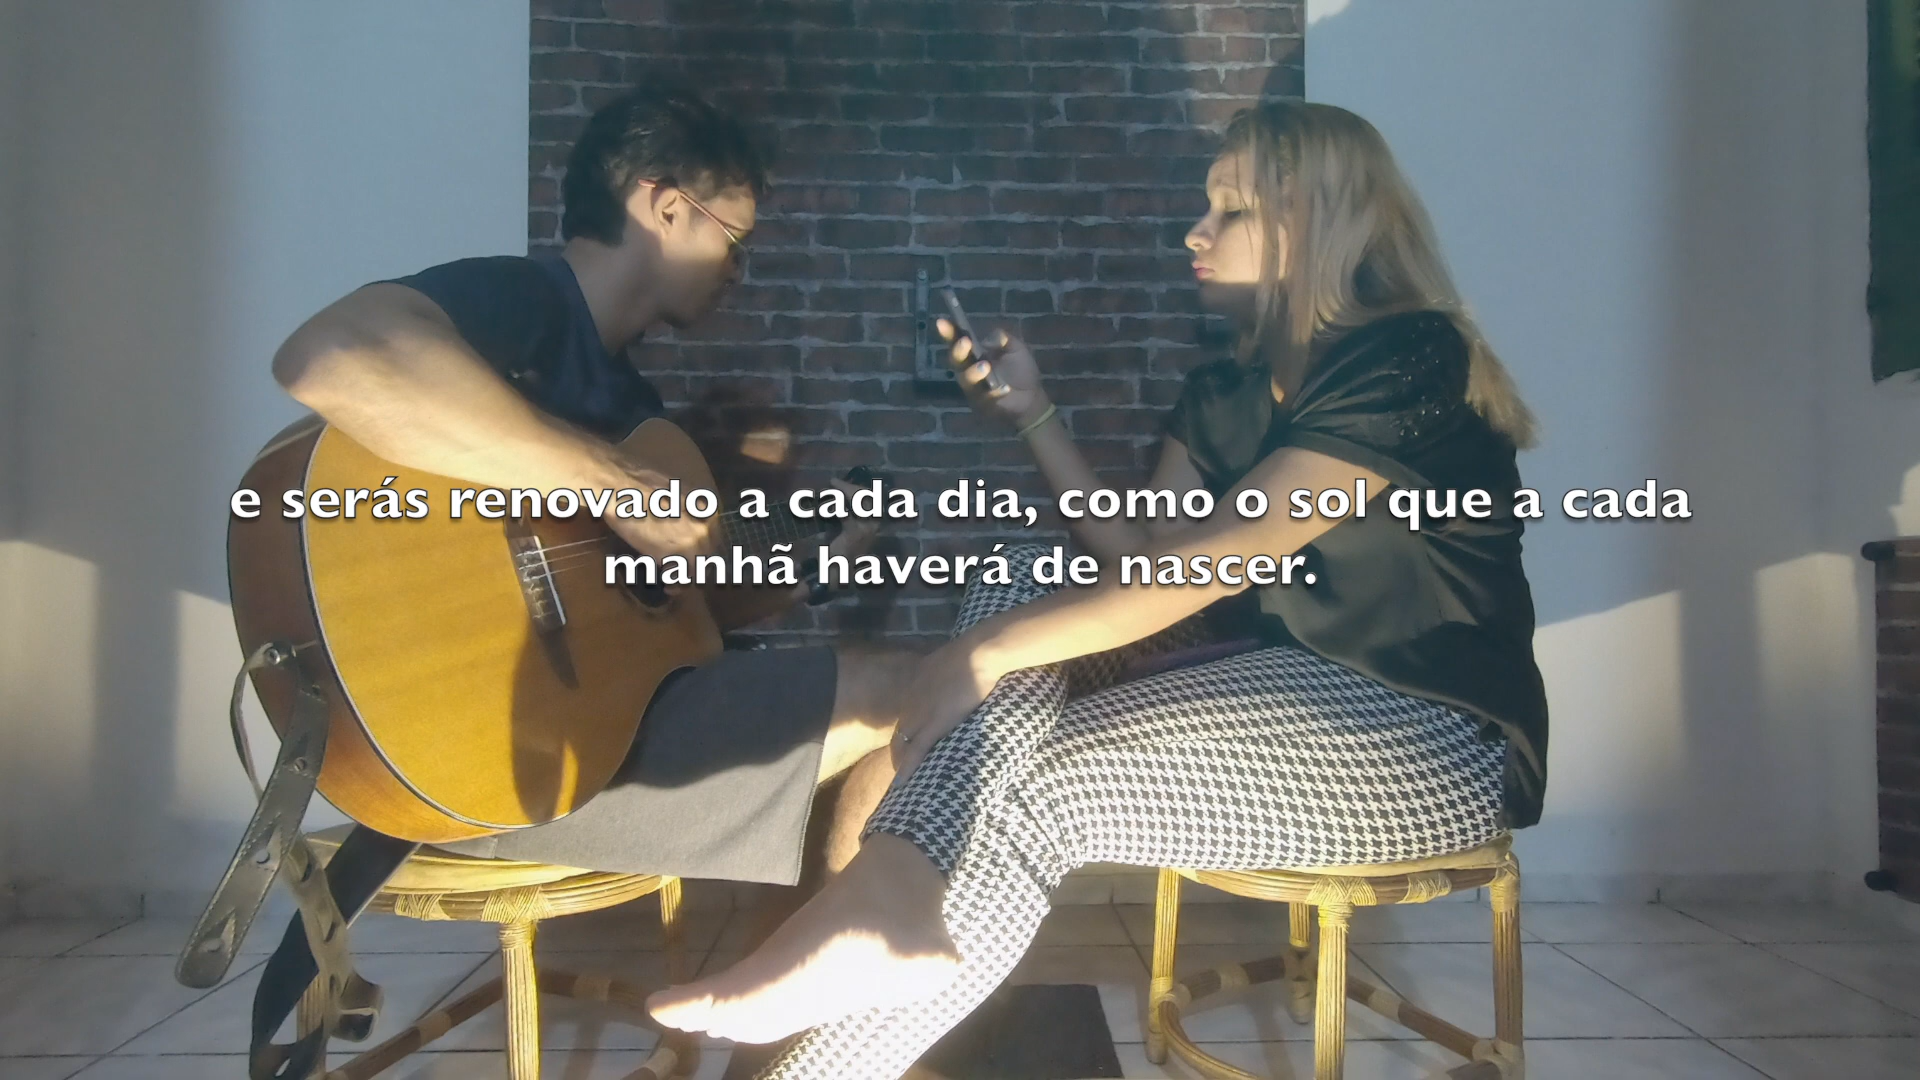 e serás renovado a cada dia, como o sol que a cada
manhã haverá de nascer.